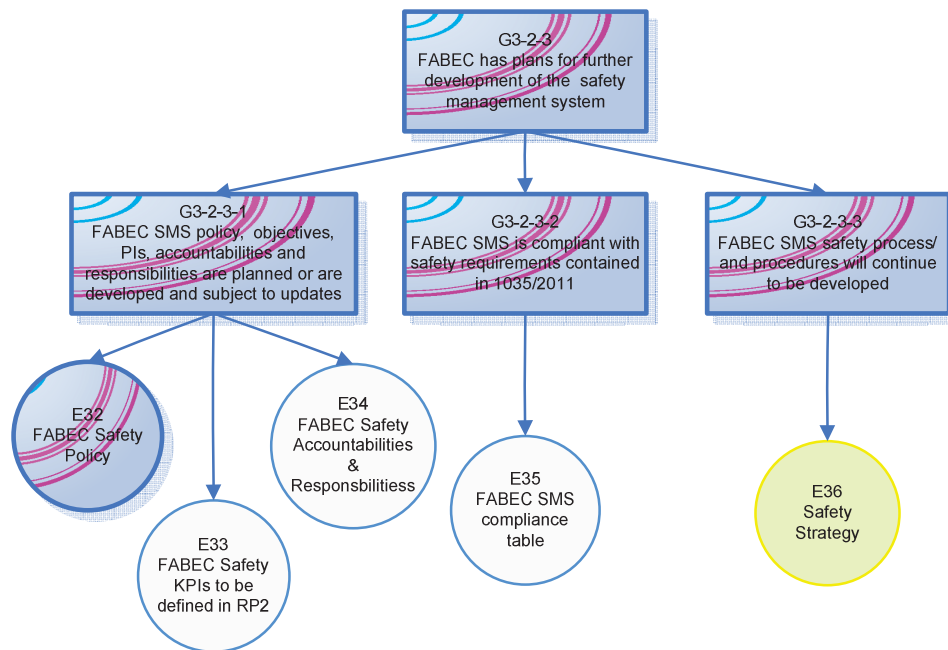 G3-2-3
FABEC has plans for further
development of the safety
management system
G3-2-3-1
FABEC SMS policy, objectives,
PIs, accountabilities and
responsibilities are planned or are
developed and subject to updates
G3-2-3-2
FABEC SMS is compliant with
safety requirements contained
in 1035/2011
G3-2-3-3
FABEC SMS safety process/
and procedures will continue
to be developed
E32
FABEC Safety
Policy
E33
FABEC Safety
KPIs to be
defined in RP2
E34
FABEC Safety
Accountabilities
&
Responsbilitiess
E35
FABEC SMS
compliance
table
E36
Safety
Strategy